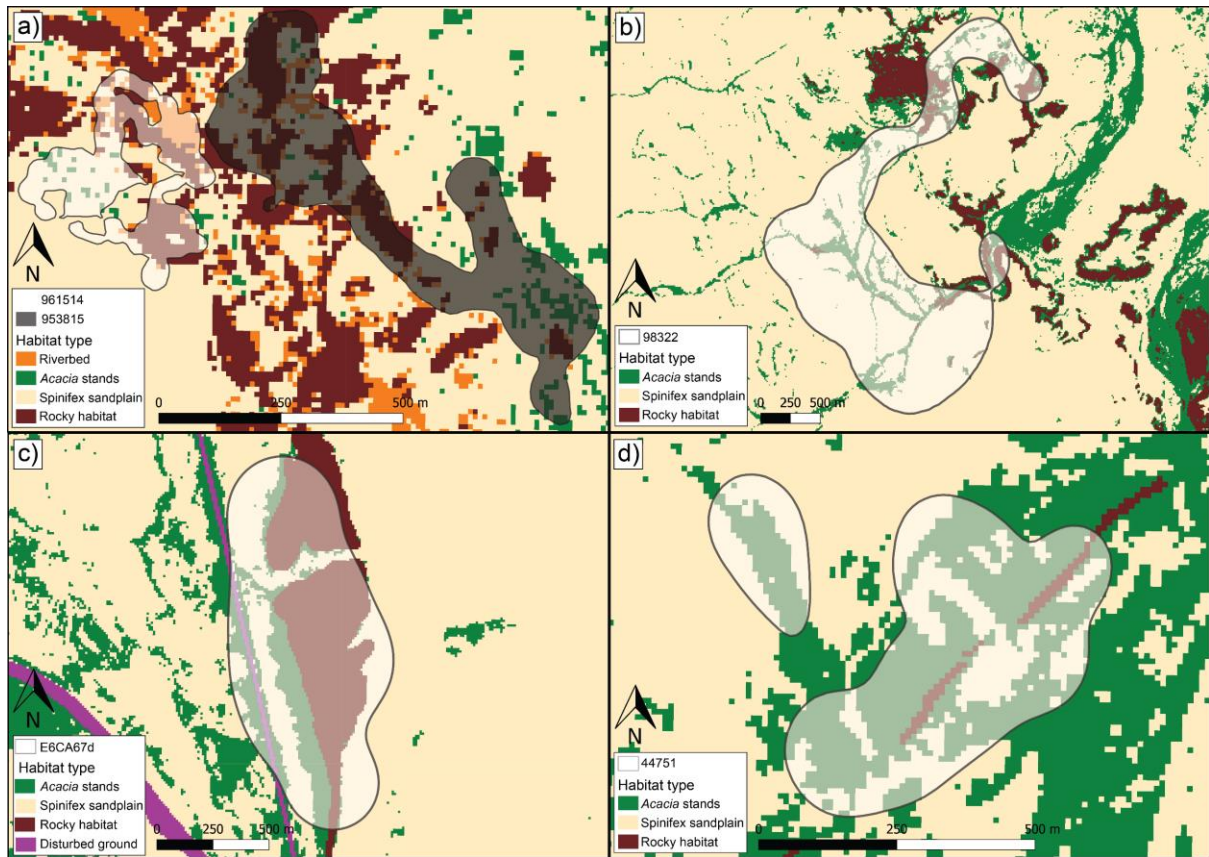 a)
N
961514
953815
Habitat type
Riverbed
Acacia stands
Spinifex sandplain
Rocky habitat
0 250 500 m
b)
N
98322
Habitat type
Acacia stands
Spinifex sandplain
Rocky habitat
0 250 500 m
c)
N
E6CA67d
Habitat type
Acacia stands
Spinifex sandplain
Rocky habitat
Disturbed ground
0 250 500 m
d)
N
44751
Habitat type
Acacia stands
Spinifex sandplain
Rocky habitat
0 250 500 m